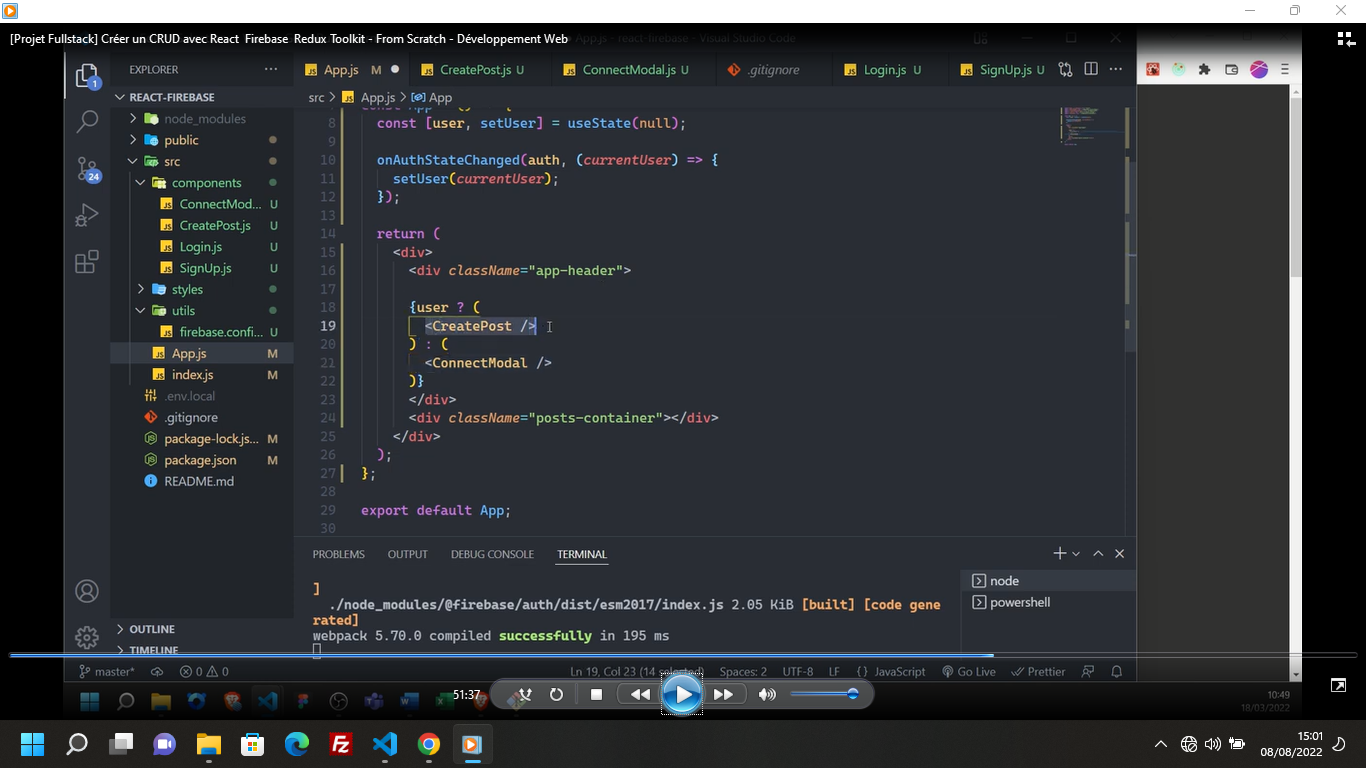 [Projet Fullstack] Créer un CRUD avec React Firebase Redux Toolkit - From Scratch - Développement Web
App.js - react-firebase - Visual Studio Code
EXPLORER
App.js M
CreatePost.js U
ConnectModal.js U
.gitignore
Login.js U
SignUp.js U
1
REACT-FIREBASE
node_modules
public
src
24
components
ConnectMod... U
CreatePost.js U
Login.js U
SignUp.js U
styles
utils
firebase.confi...
App.js M
index.js M
.env.local
.gitignore
package-lock.js... M
package.json M
README.md
OUTLINE
TIMELINE
src > App.js > App
8 const [user, setUser] = useState(null);
9
10 onAuthStateChanged(auth, (currentUser) => {
11 setUser(currentUser);
12 });
13
14 return (
15 <div>
16 <div className="app-header">
17
18 {user ? (
19 <CreatePost />
20 ) : (
21 <ConnectModal />
22 )}
23 </div>
24 <div className="posts-container"></div>
25 </div>
26 );
27 };
28
29 export default App;
30
PROBLEMS OUTPUT DEBUG CONSOLE TERMINAL
]
./node_modules/@firebase/auth/dist/esm2017/index.js 2.05 KiB [built] [code gene
rated]
webpack 5.70.0 compiled successfully in 195 ms
node
powershell
master* 0 0 Ln 19, Col 23 (14 selected) Spaces: 2 UTF-8 LF {} JavaScript Go Live Prettier
51:37
10:49
18/03/2022
15:01
08/08/2022